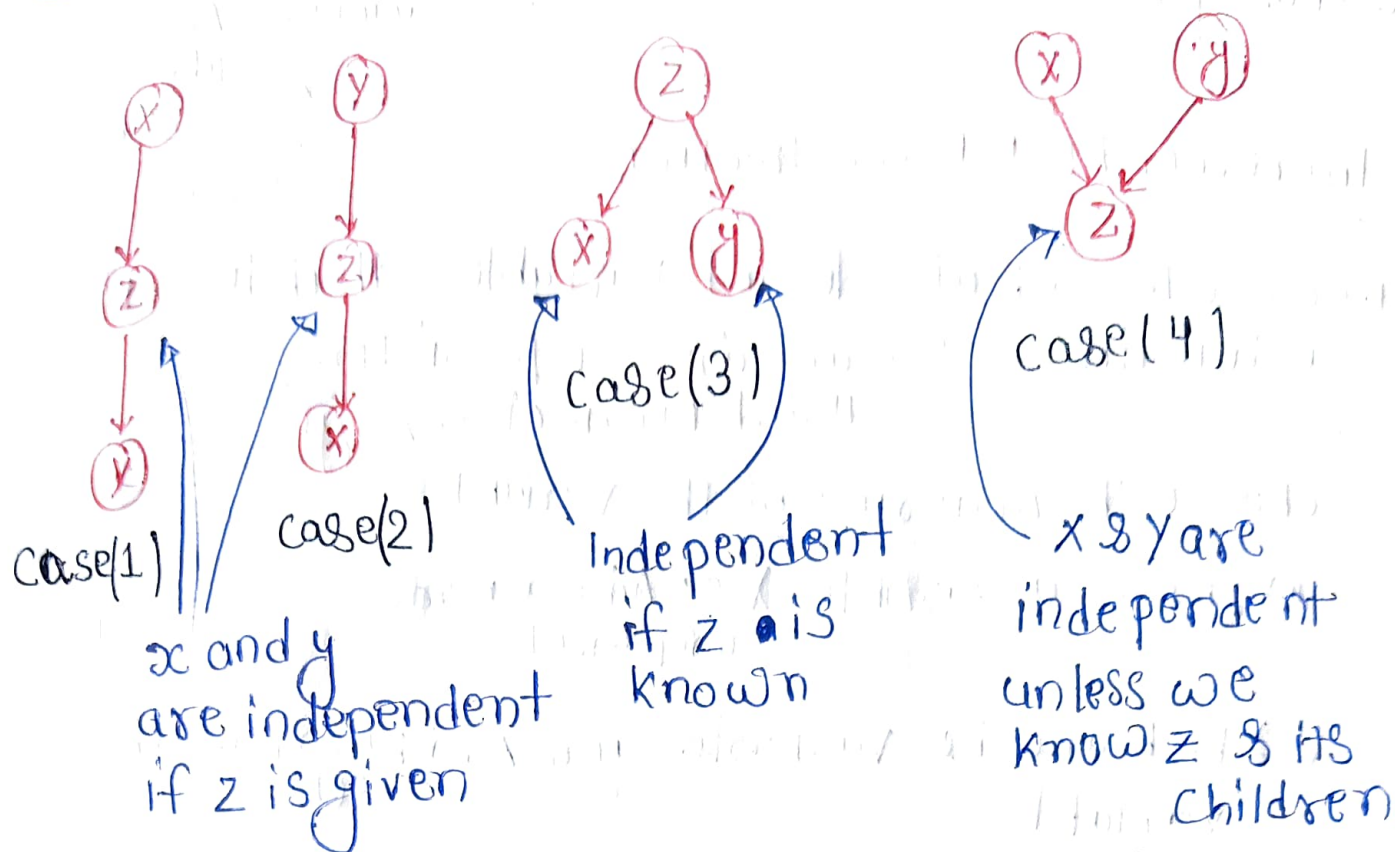 x
z
y
case(1)
y
z
x
case(2)
x and y
are independent
if z is given
z
x
y
case(3)
Independent
if z is
known
x
y
z
case(4)
x & y are
independent
unless we
know z & its
children